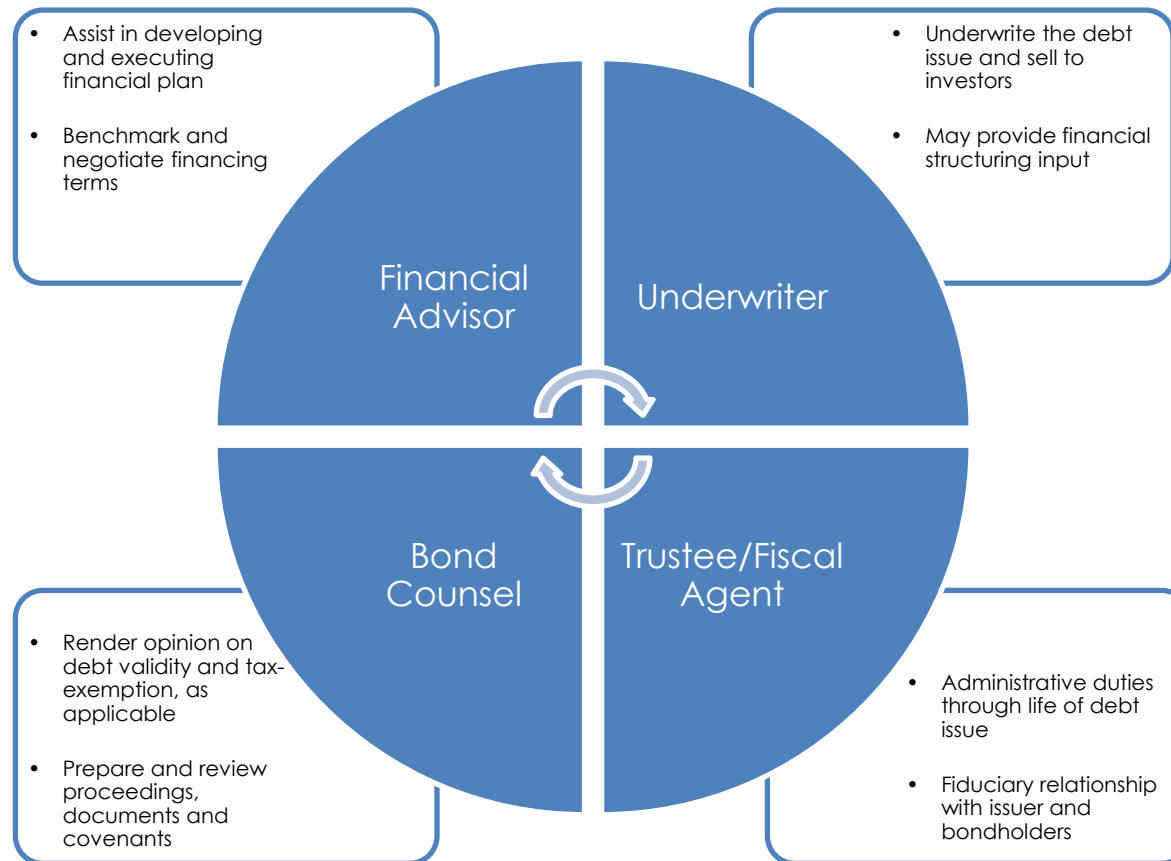 • Assist in developing
and executing
financial plan
• Benchmark and
negotiate financing
terms
• Underwrite the debt
issue and sell to
investors
• May provide financial
structuring input
Financial
Advisor
Underwriter
Bond
Counsel
Trustee/Fiscal
Agent
• Render opinion on
debt validity and tax-
exemption, as
applicable
• Prepare and review
proceedings,
documents and
covenants
• Administrative duties
through life of debt
issue
• Fiduciary relationship
with issuer and
bondholders